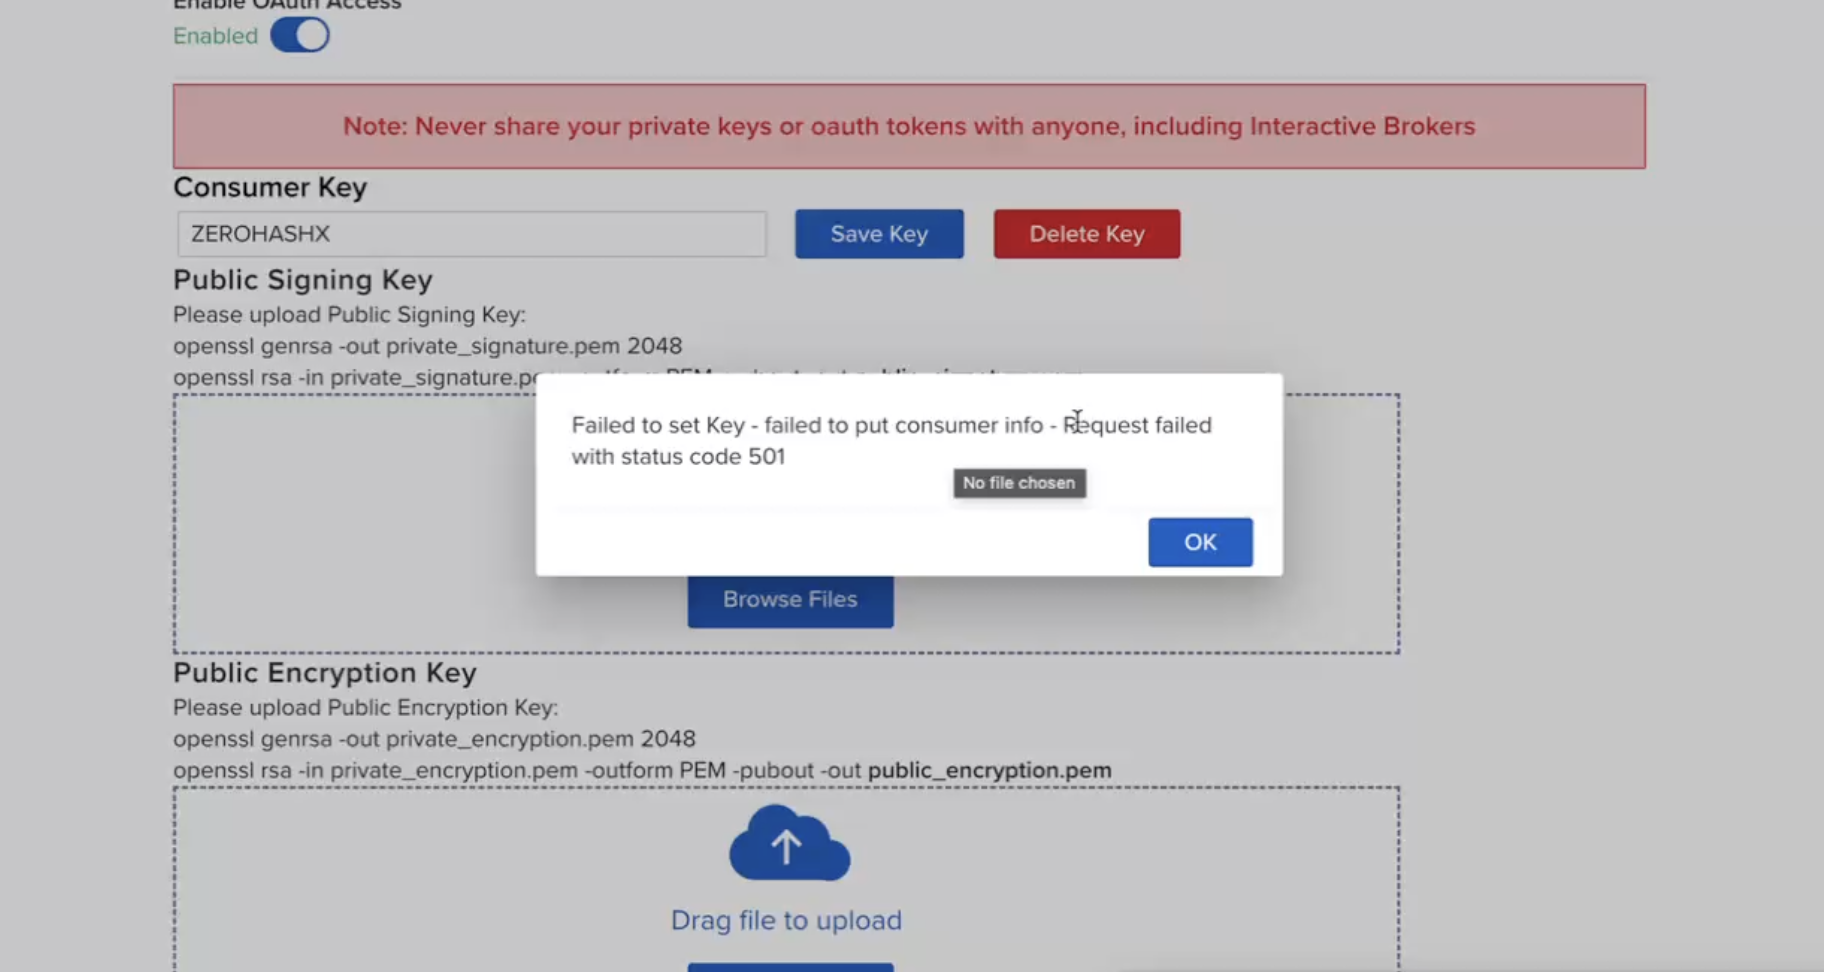 Enable OAuth Access
Enabled
Note: Never share your private keys or oauth tokens with anyone, including Interactive Brokers
Consumer Key
ZEROHASHX
Save Key
Delete Key
Public Signing Key
Please upload Public Signing Key:
openssl genrsa -out private_signature.pem 2048
openssl rsa -in private_signature.pe
Failed to set Key - failed to put consumer info - Request failed
with status code 501
No file chosen
OK
Browse Files
Public Encryption Key
Please upload Public Encryption Key:
openssl genrsa -out private_encryption.pem 2048
openssl rsa -in private_encryption.pem -outform PEM -pubout -out public_encryption.pem
Drag file to upload